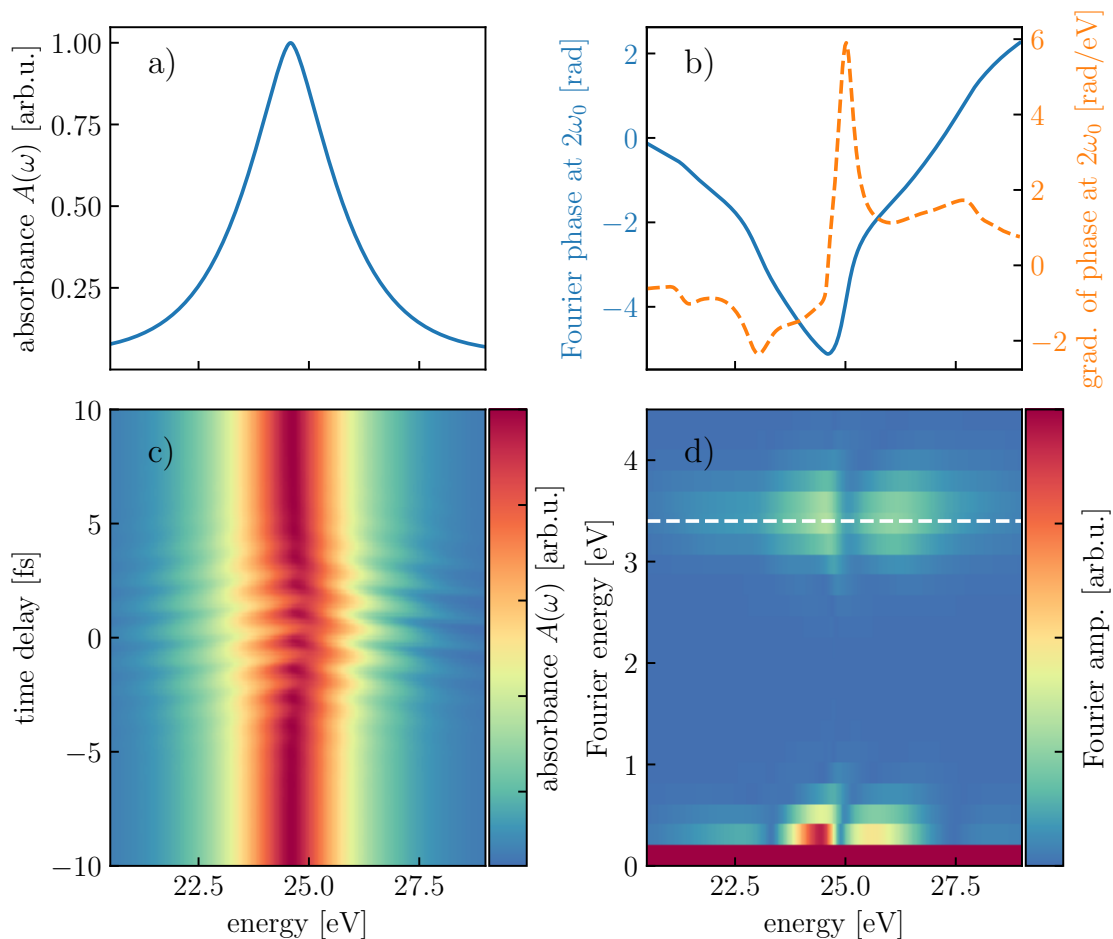 a)
absorbance A(ω) [arb.u.]
1.00
0.75
0.50
0.25
b)
Fourier phase at 2ω₀ [rad]
2
0
−2
−4
6
4
2
0
−2
grad. of phase at 2ω₀ [rad/eV]
c)
time delay [fs]
10
5
0
−5
−10
22.5
25.0
27.5
energy [eV]
absorbance A(ω) [arb.u.]
d)
Fourier energy [eV]
4
3
2
1
0
22.5
25.0
27.5
energy [eV]
Fourier amp. [arb.u.]